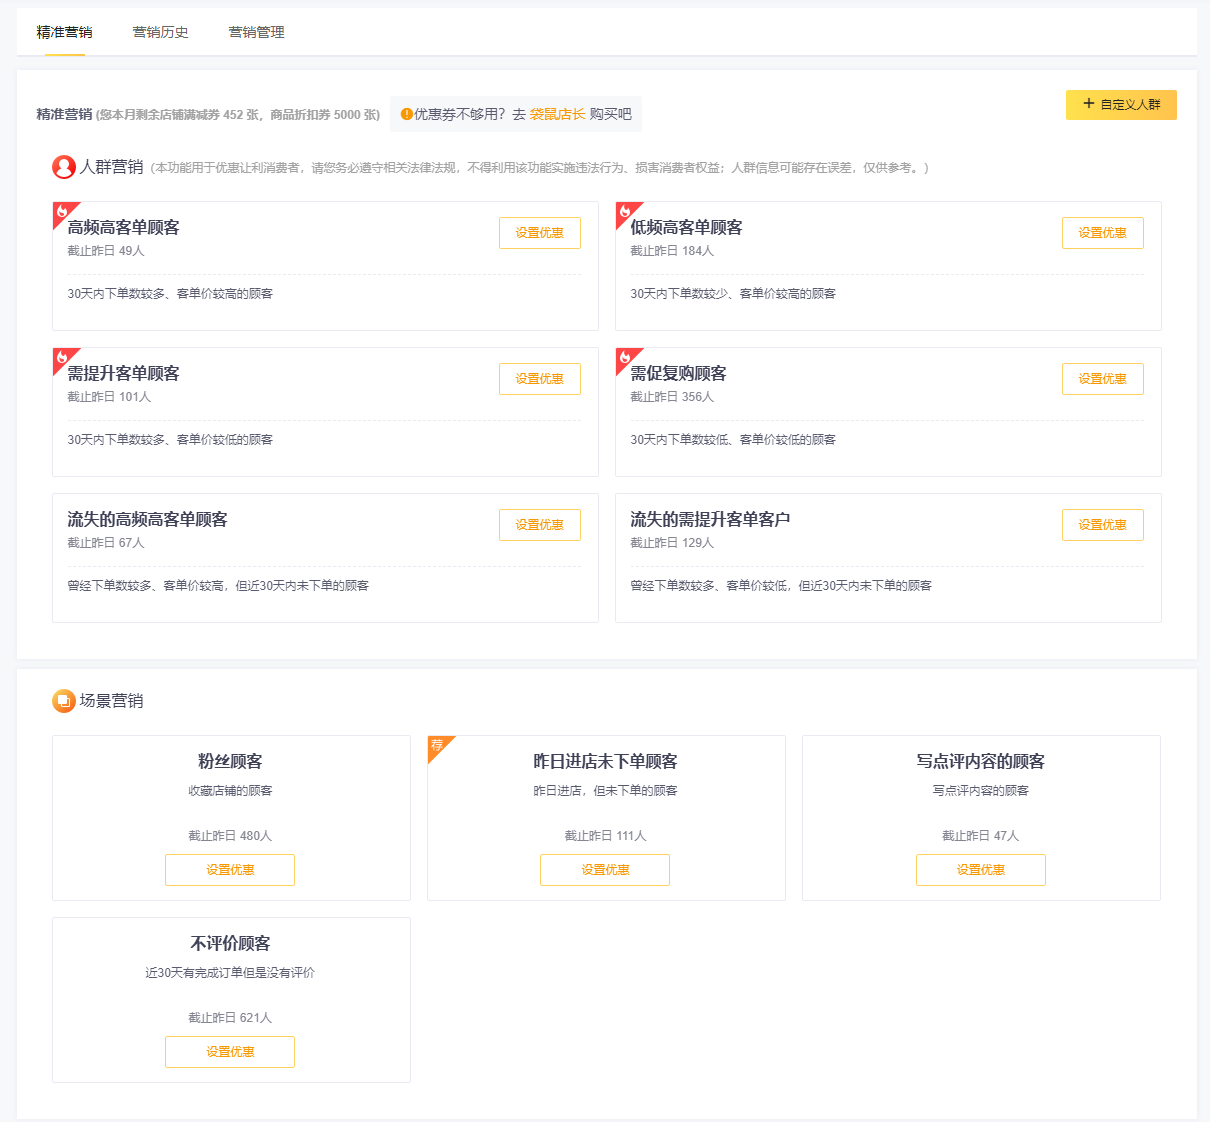 精准营销 营销历史 营销管理
精准营销 (您本月剩余店铺满减券 452 张，商品折扣券 5000 张) 优惠券不够用？去 袋鼠店长 购买吧 + 自定义人群
人群营销 (本功能用于优惠让利消费者，请您务必遵守相关法律法规，不得利用该功能实施违法行为、损害消费者权益；人群信息可能存在误差，仅供参考。)
高频高客单顾客 设置优惠
截止昨日 49人
30天内下单数较多、客单价较高的顾客
低频高客单顾客 设置优惠
截止昨日 184人
30天内下单数较少、客单价较高的顾客
需提升客单顾客 设置优惠
截止昨日 101人
30天内下单数较多、客单价较低的顾客
需促复购顾客 设置优惠
截止昨日 356人
30天内下单数较低、客单价较低的顾客
流失的高频高客单顾客 设置优惠
截止昨日 67人
曾经下单数较多、客单价较高，但近30天内未下单的顾客
流失的需提升客单客户 设置优惠
截止昨日 129人
曾经下单数较多、客单价较低，但近30天内未下单的顾客
场景营销
粉丝顾客
收藏店铺的顾客
截止昨日 480人
设置优惠
荐
昨日进店未下单顾客
昨日进店，但未下单的顾客
截止昨日 111人
设置优惠
写点评内容的顾客
写点评内容的顾客
截止昨日 47人
设置优惠
不评价顾客
近30天有完成订单但是没有评价
截止昨日 621人
设置优惠